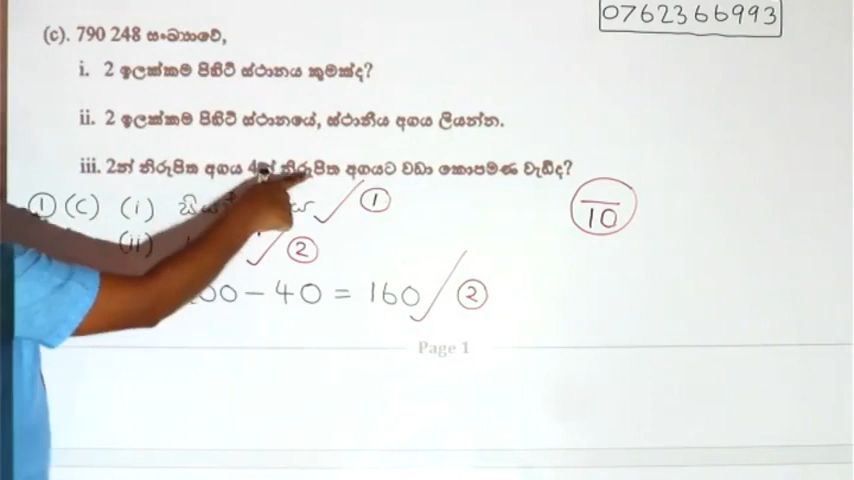 0762366993
(c). 790 248 සංඛ්‍යාවේ,
i. 2 ඉලක්කම පිහිටි ස්ථානය කුමක්ද?
ii. 2 ඉලක්කම පිහිටි ස්ථානයේ, ස්ථානීය අගය ලියන්න.
iii. 2න් නිරූපිත අගය 4න් නිරූපිත අගයට වඩා කොපමණ වැඩිද?
① (C) (i) ①
(ii) ②
00 - 40 = 160 ②
10
Page 1